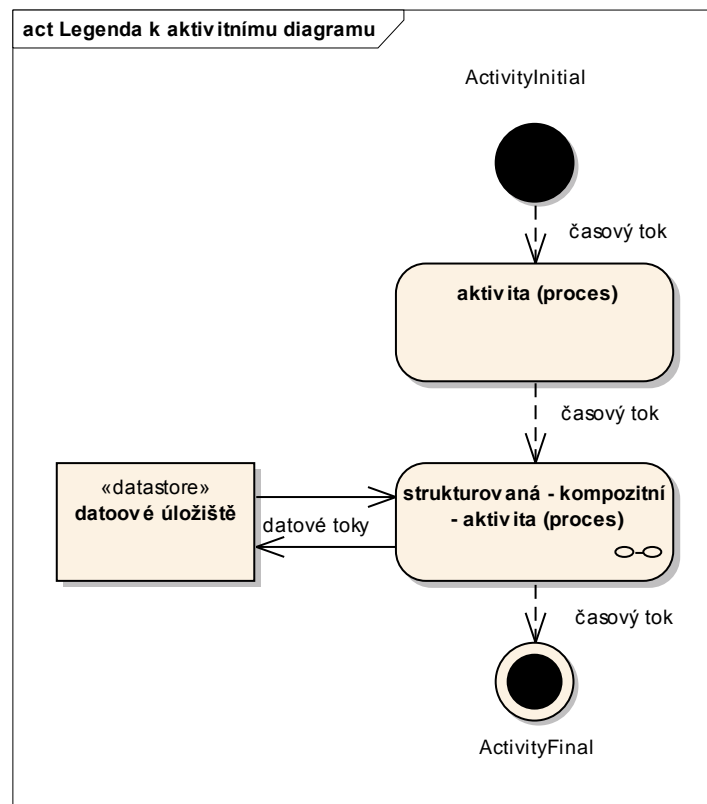 act Legenda k aktivitnímu diagramu
ActivityInitial
časový tok
aktivita (proces)
časový tok
«datastore»
datoové úložiště
datové toky
strukturovaná - kompozitní
- aktivita (proces)
časový tok
ActivityFinal